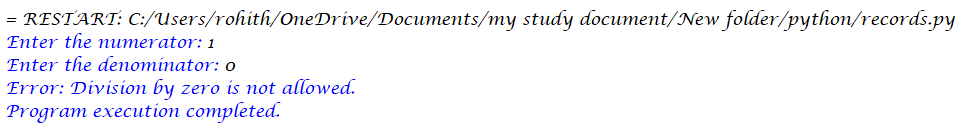 = RESTART: C:/Users/rohith/OneDrive/Documents/my study document/New folder/python/records.py
Enter the numerator: 1
Enter the denominator: 0
Error: Division by zero is not allowed.
Program execution completed.